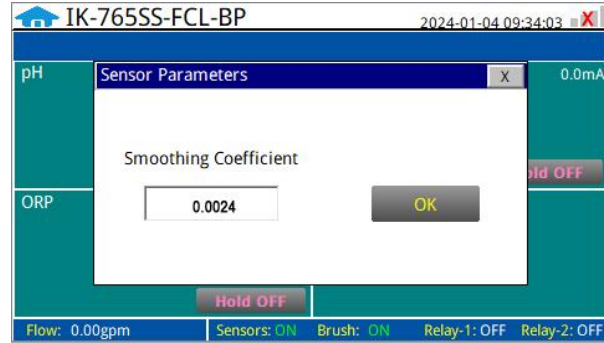 IK-765SS-FCL-BP 2024-01-04 09:34:03 X
pH Sensor Parameters X 0.0mA
Smoothing Coefficient
OFF
ORP 0.0024 OK
Hold OFF
Flow: 0.00gpm Sensors: ON Brush: ON Relay-1: OFF Relay-2: OFF